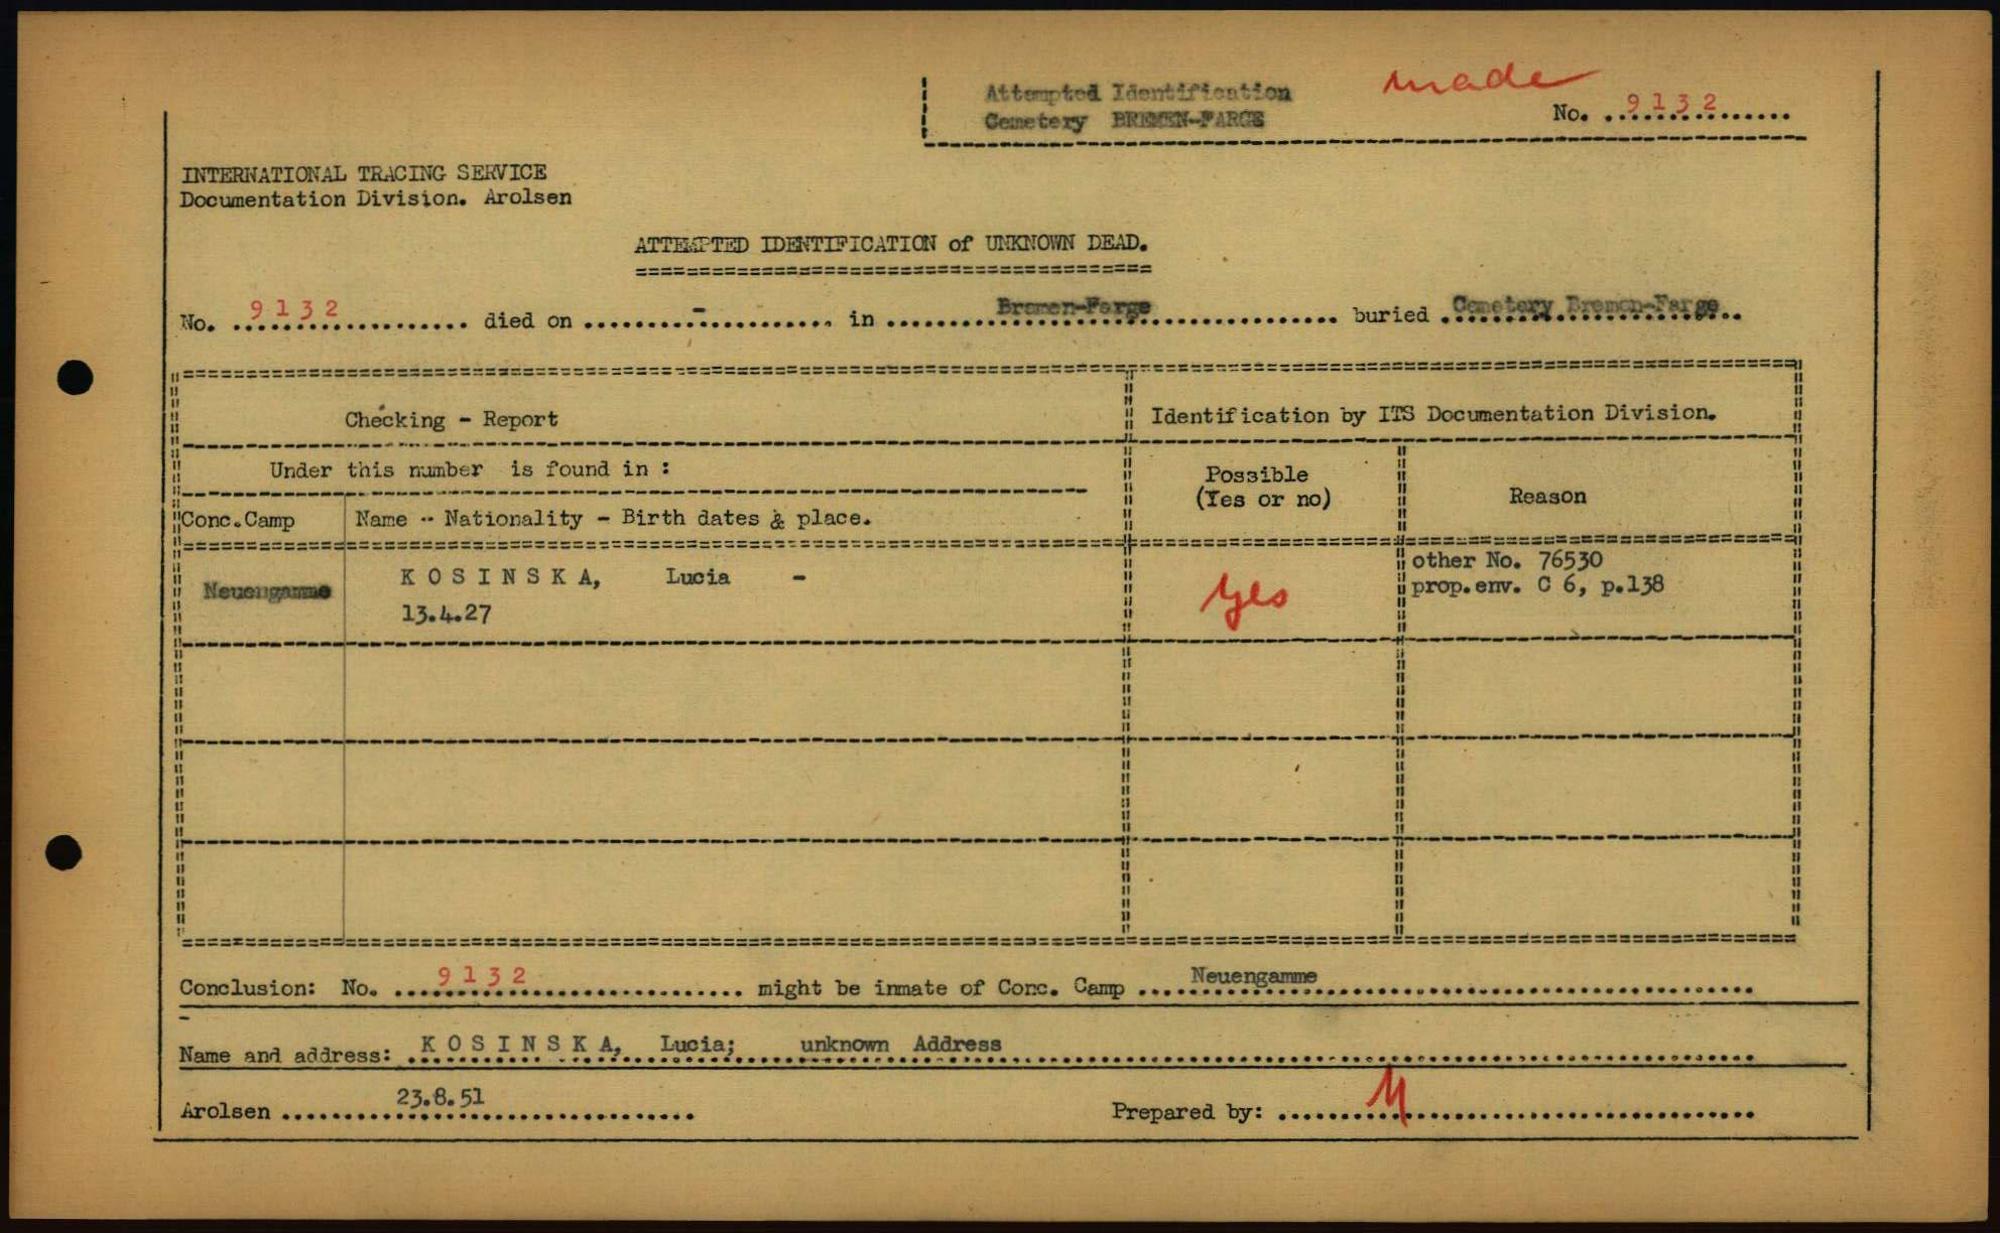 Attempted Identification
Cemetery BREMEN-FARGE
made
No. ..9132..
INTERNATIONAL TRACING SERVICE
Documentation Division. Arolsen
ATTEMPTED IDENTIFICATION of UNKNOWN DEAD.
No. 9132 died on - in Bremen-Farge buried Cemetery Bremen-Farge
Checking - Report
Identification by ITS Documentation Division.
Under this number is found in :
Possible
(Yes or no)
Reason
Conc.Camp
Name - Nationality - Birth dates & place.
Neuengamme
K O S I N S K A, Lucia -
13.4.27
yes
other No. 76530
prop.env. C 6, p.138
Conclusion: No. 9132 might be inmate of Conc. Camp Neuengamme
-
Name and address: K O S I N S K A, Lucia; unknown Address
Arolsen 23.8.51
Prepared by: